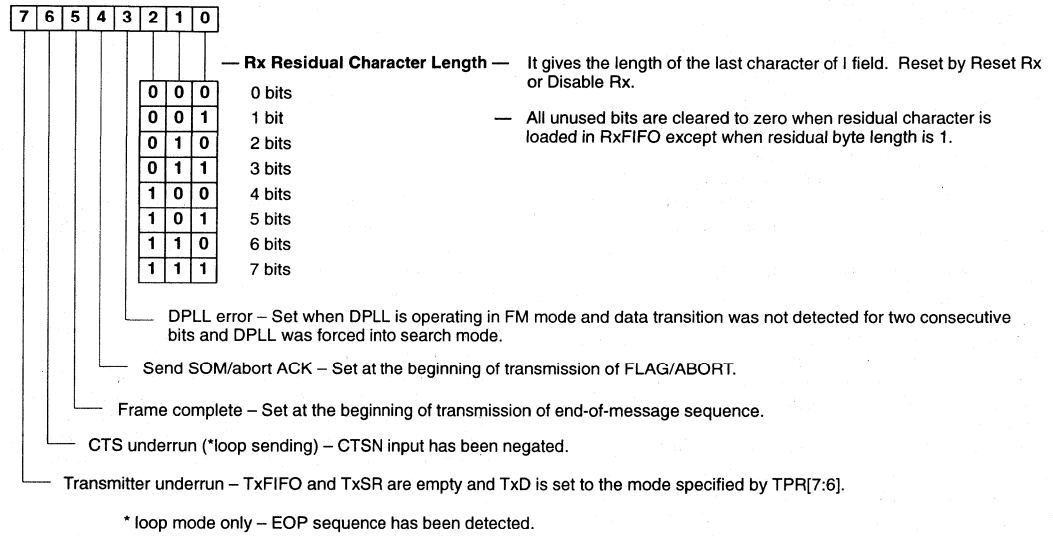 7 6 5 4 3 2 1 0
— Rx Residual Character Length — It gives the length of the last character of I field. Reset by Reset Rx
or Disable Rx.
0 0 0 0 bits
0 0 1 1 bit — All unused bits are cleared to zero when residual character is
loaded in RxFIFO except when residual byte length is 1.
0 1 0 2 bits
0 1 1 3 bits
1 0 0 4 bits
1 0 1 5 bits
1 1 0 6 bits
1 1 1 7 bits
DPLL error – Set when DPLL is operating in FM mode and data transition was not detected for two consecutive
bits and DPLL was forced into search mode.
Send SOM/abort ACK – Set at the beginning of transmission of FLAG/ABORT.
Frame complete – Set at the beginning of transmission of end-of-message sequence.
CTS underrun (*loop sending) – CTSN input has been negated.
Transmitter underrun – TxFIFO and TxSR are empty and TxD is set to the mode specified by TPR[7:6].
* loop mode only – EOP sequence has been detected.